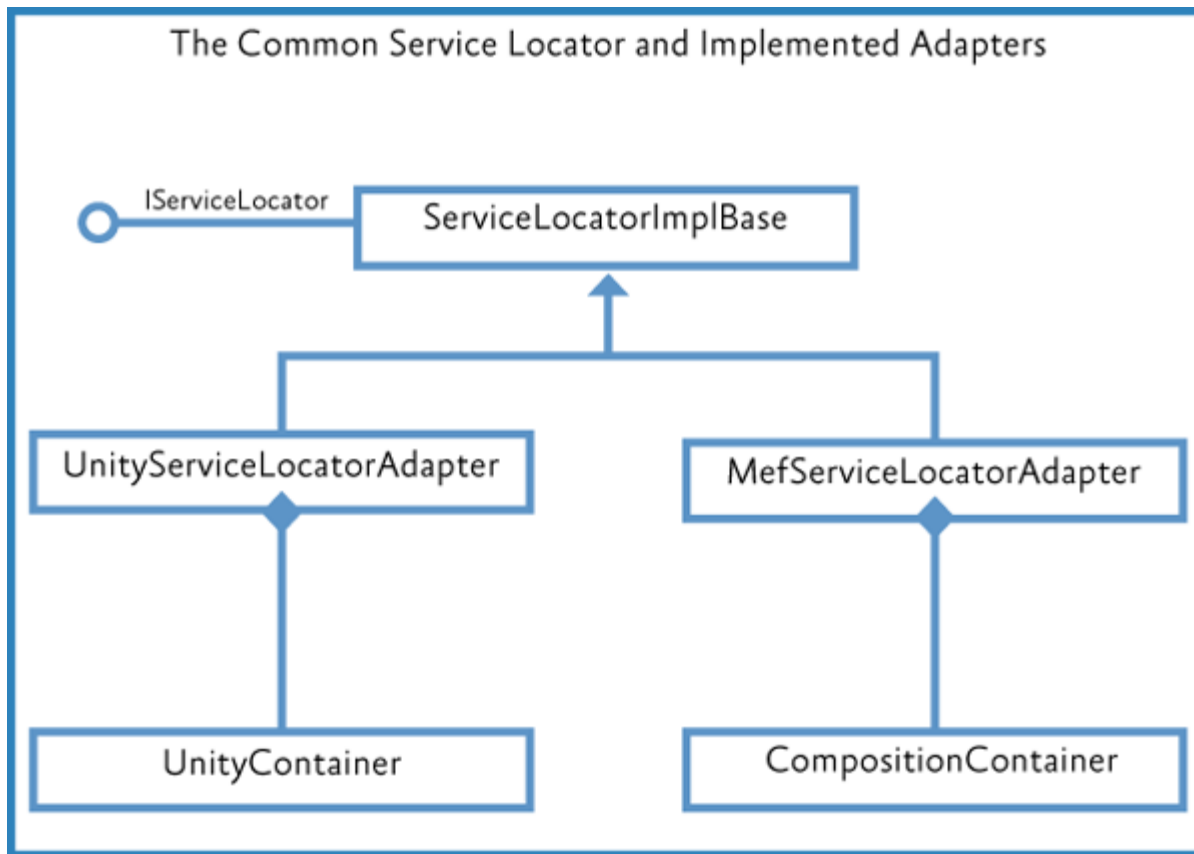 The Common Service Locator and Implemented Adapters
IServiceLocator
ServiceLocatorImplBase
UnityServiceLocatorAdapter
MefServiceLocatorAdapter
UnityContainer
CompositionContainer